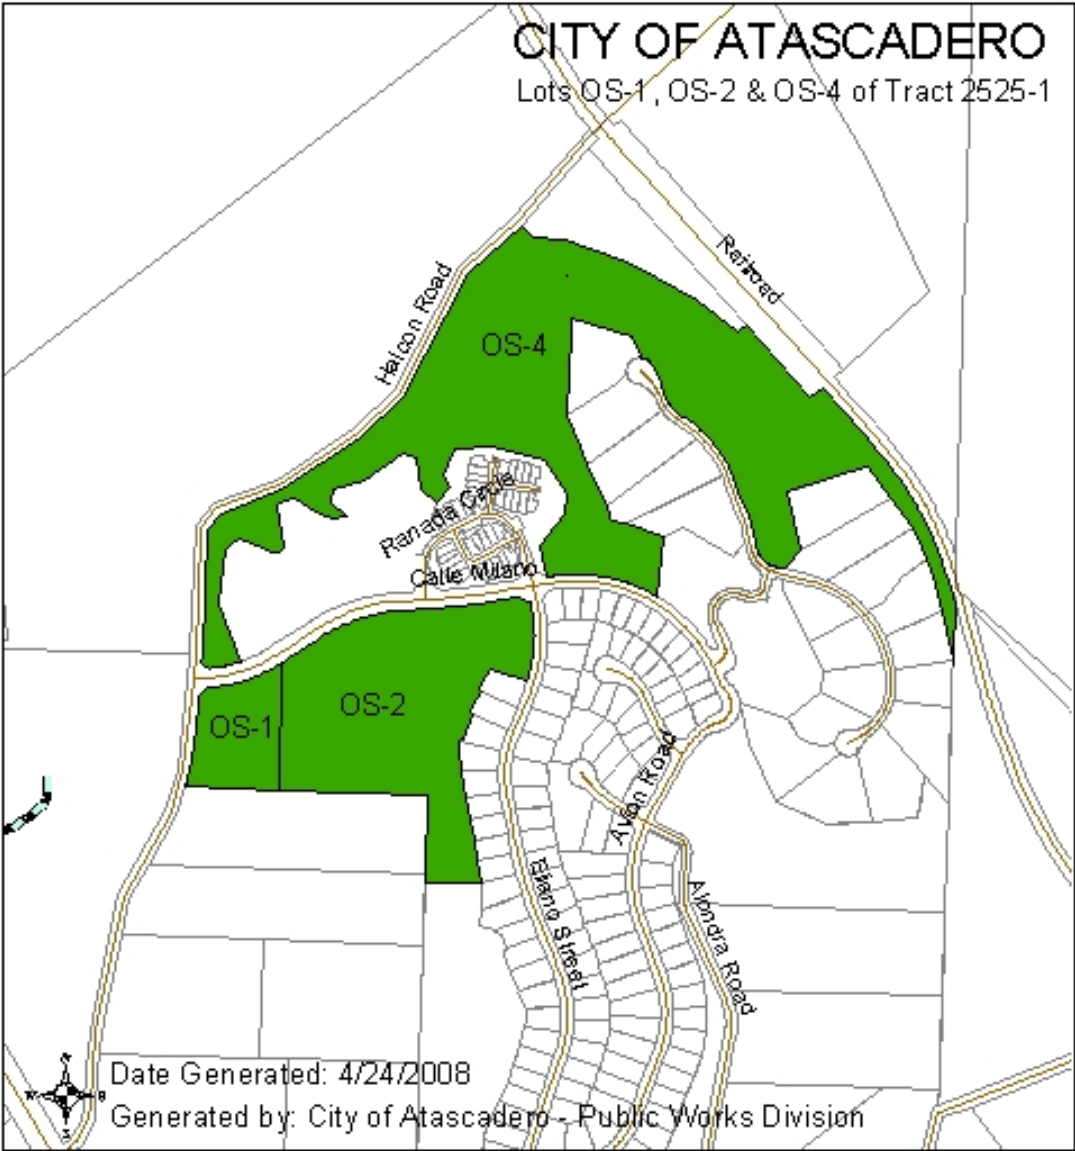 CITY OF ATASCADERO
Lots OS-1, OS-2 & OS-4 of Tract 2525-1
Railroad
Halcon Road
OS-4
Ranada Circle
Calle Milano
OS-2
OS-1
Avion Road
Bland Street
Alondra Road
Date Generated: 4/24/2008
Generated by: City of Atascadero - Public Works Division